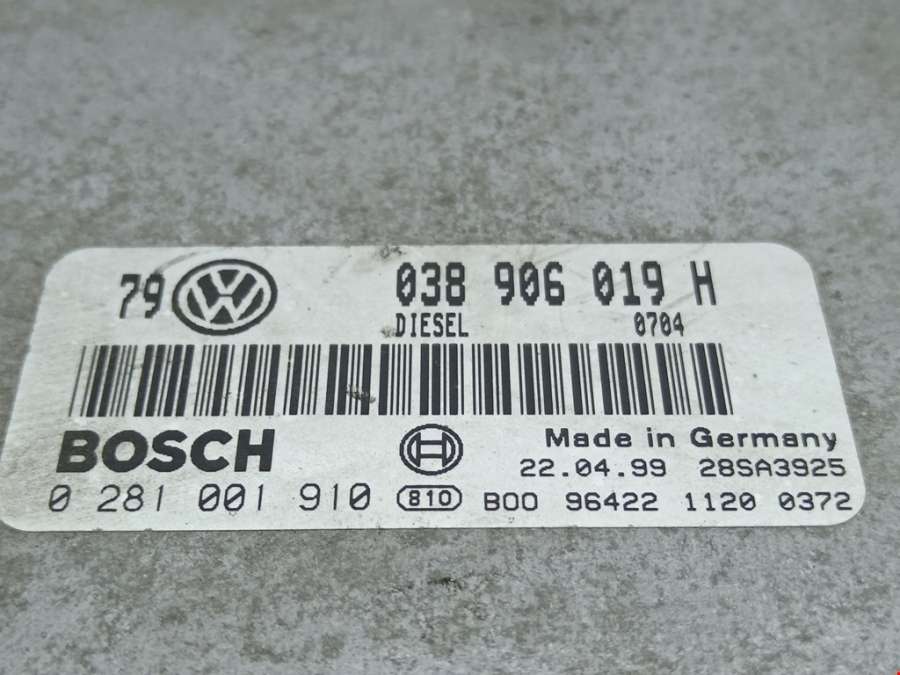 79 038 906 019 H
DIESEL 0704
BOSCH Made in Germany
22.04.99 28SA3925
0 281 001 910 810 B00 96422 1120 0372